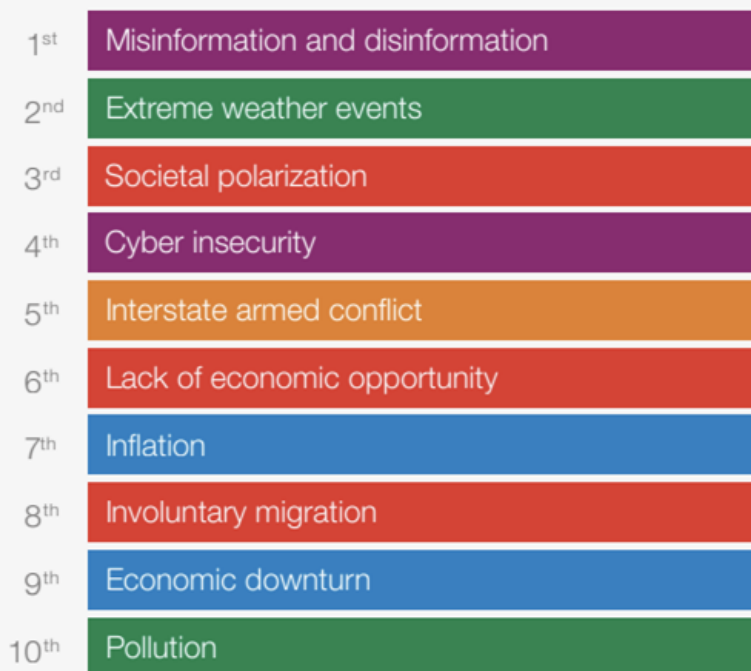 1st Misinformation and disinformation
2nd Extreme weather events
3rd Societal polarization
4th Cyber insecurity
5th Interstate armed conflict
6th Lack of economic opportunity
7th Inflation
8th Involuntary migration
9th Economic downturn
10th Pollution